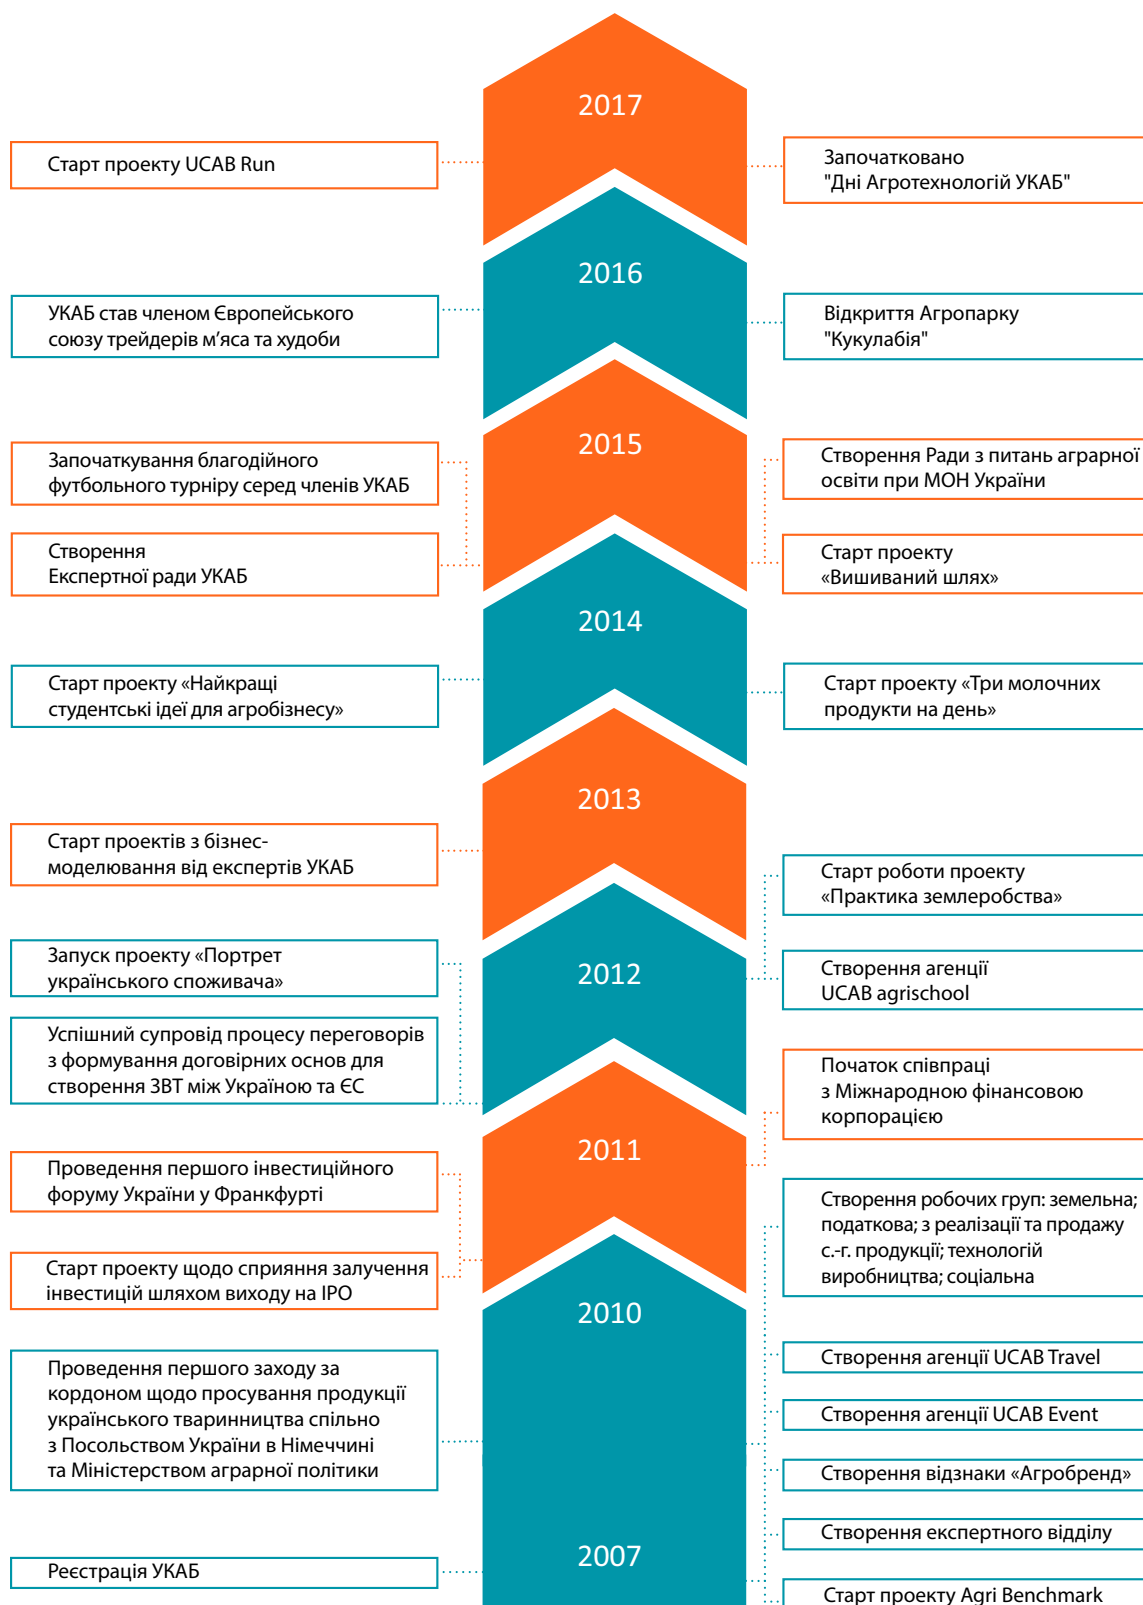 2017
Старт проекту UCAB Run
Започатковано
"Дні Агротехнологій УКАБ"
2016
УКАБ став членом Європейського
союзу трейдерів м’яса та худоби
Відкриття Агропарку
"Кукулабія"
2015
Започаткування благодійного
футбольного турніру серед членів УКАБ
Створення Ради з питань аграрної
освіти при МОН України
Створення
Експертної ради УКАБ
Старт проекту
«Вишиваний шлях»
2014
Старт проекту «Найкращі
студентські ідеї для агробізнесу»
Старт проекту «Три молочних
продукти на день»
2013
Старт проектів з бізнес-
моделювання від експертів УКАБ
Старт роботи проекту
«Практика землеробства»
2012
Запуск проекту «Портрет
українського споживача»
Створення агенції
UCAB agrischool
Успішний супровід процесу переговорів
з формування договірних основ для
створення ЗВТ між Україною та ЄС
Початок співпраці
з Міжнародною фінансовою
корпорацією
2011
Проведення першого інвестиційного
форуму України у Франкфурті
Створення робочих груп: земельна;
податкова; з реалізації та продажу
с.-г. продукції; технологій
виробництва; соціальна
Старт проекту щодо сприяння залучення
інвестицій шляхом виходу на IPO
2010
Проведення першого заходу за
кордоном щодо просування продукції
українського тваринництва спільно
з Посольством України в Німеччині
та Міністерством аграрної політики
Створення агенції UCAB Travel
Створення агенції UCAB Event
Створення відзнаки «Агробренд»
Створення експертного відділу
2007
Реєстрація УКАБ
Старт проекту Agri Benchmark